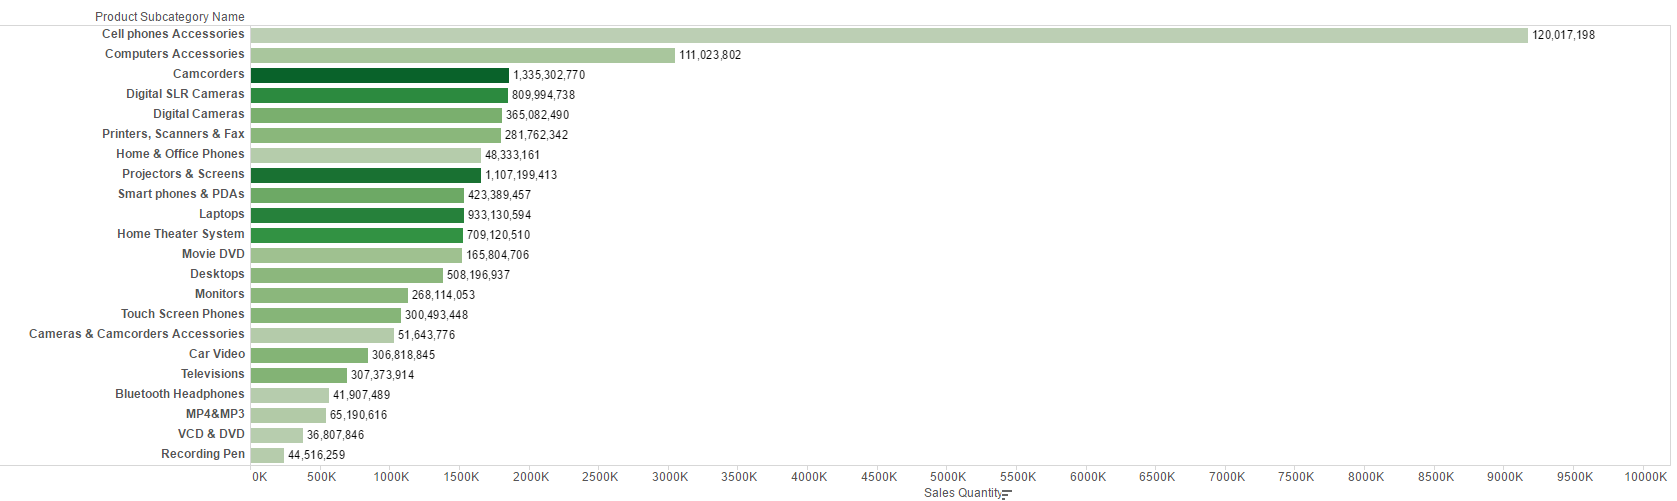 Product Subcategory Name
Cell phones Accessories 120,017,198
Computers Accessories 111,023,802
Camcorders 1,335,302,770
Digital SLR Cameras 809,994,738
Digital Cameras 365,082,490
Printers, Scanners & Fax 281,762,342
Home & Office Phones 48,333,161
Projectors & Screens 1,107,199,413
Smart phones & PDAs 423,389,457
Laptops 933,130,594
Home Theater System 709,120,510
Movie DVD 165,804,706
Desktops 508,196,937
Monitors 268,114,053
Touch Screen Phones 300,493,448
Cameras & Camcorders Accessories 51,643,776
Car Video 306,818,845
Televisions 307,373,914
Bluetooth Headphones 41,907,489
MP4&MP3 65,190,616
VCD & DVD 36,807,846
Recording Pen 44,516,259
0K 500K 1000K 1500K 2000K 2500K 3000K 3500K 4000K 4500K 5000K 5500K 6000K 6500K 7000K 7500K 8000K 8500K 9000K 9500K 10000K
Sales Quantity